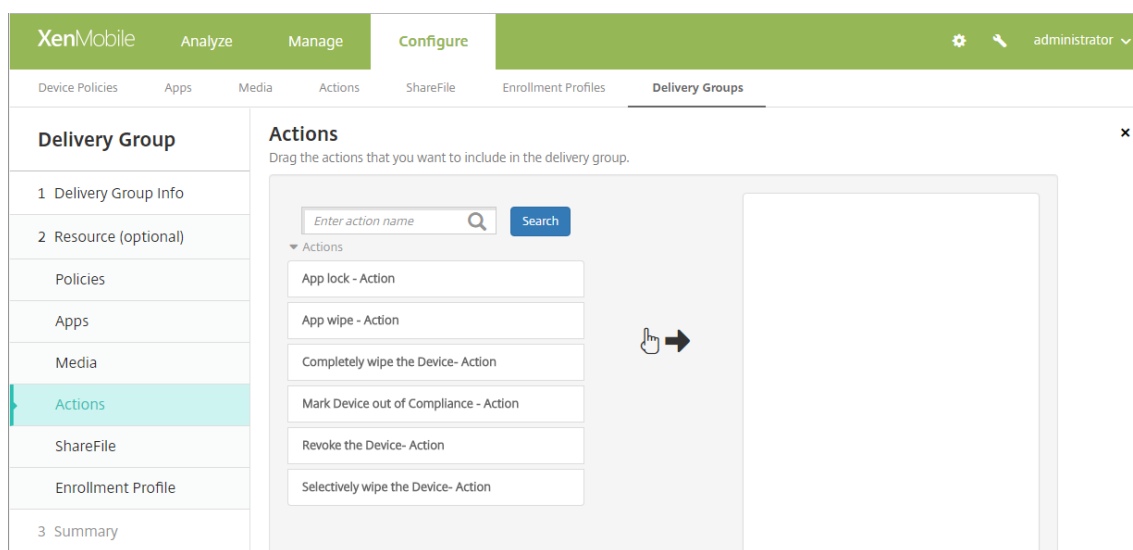 XenMobile Analyze Manage Configure administrator
Device Policies Apps Media Actions ShareFile Enrollment Profiles Delivery Groups
Delivery Group
1 Delivery Group Info
2 Resource (optional)
Policies
Apps
Media
Actions
ShareFile
Enrollment Profile
3 Summary
Actions
Drag the actions that you want to include in the delivery group.
Enter action name Search
Actions
App lock - Action
App wipe - Action
Completely wipe the Device- Action
Mark Device out of Compliance - Action
Revoke the Device- Action
Selectively wipe the Device- Action